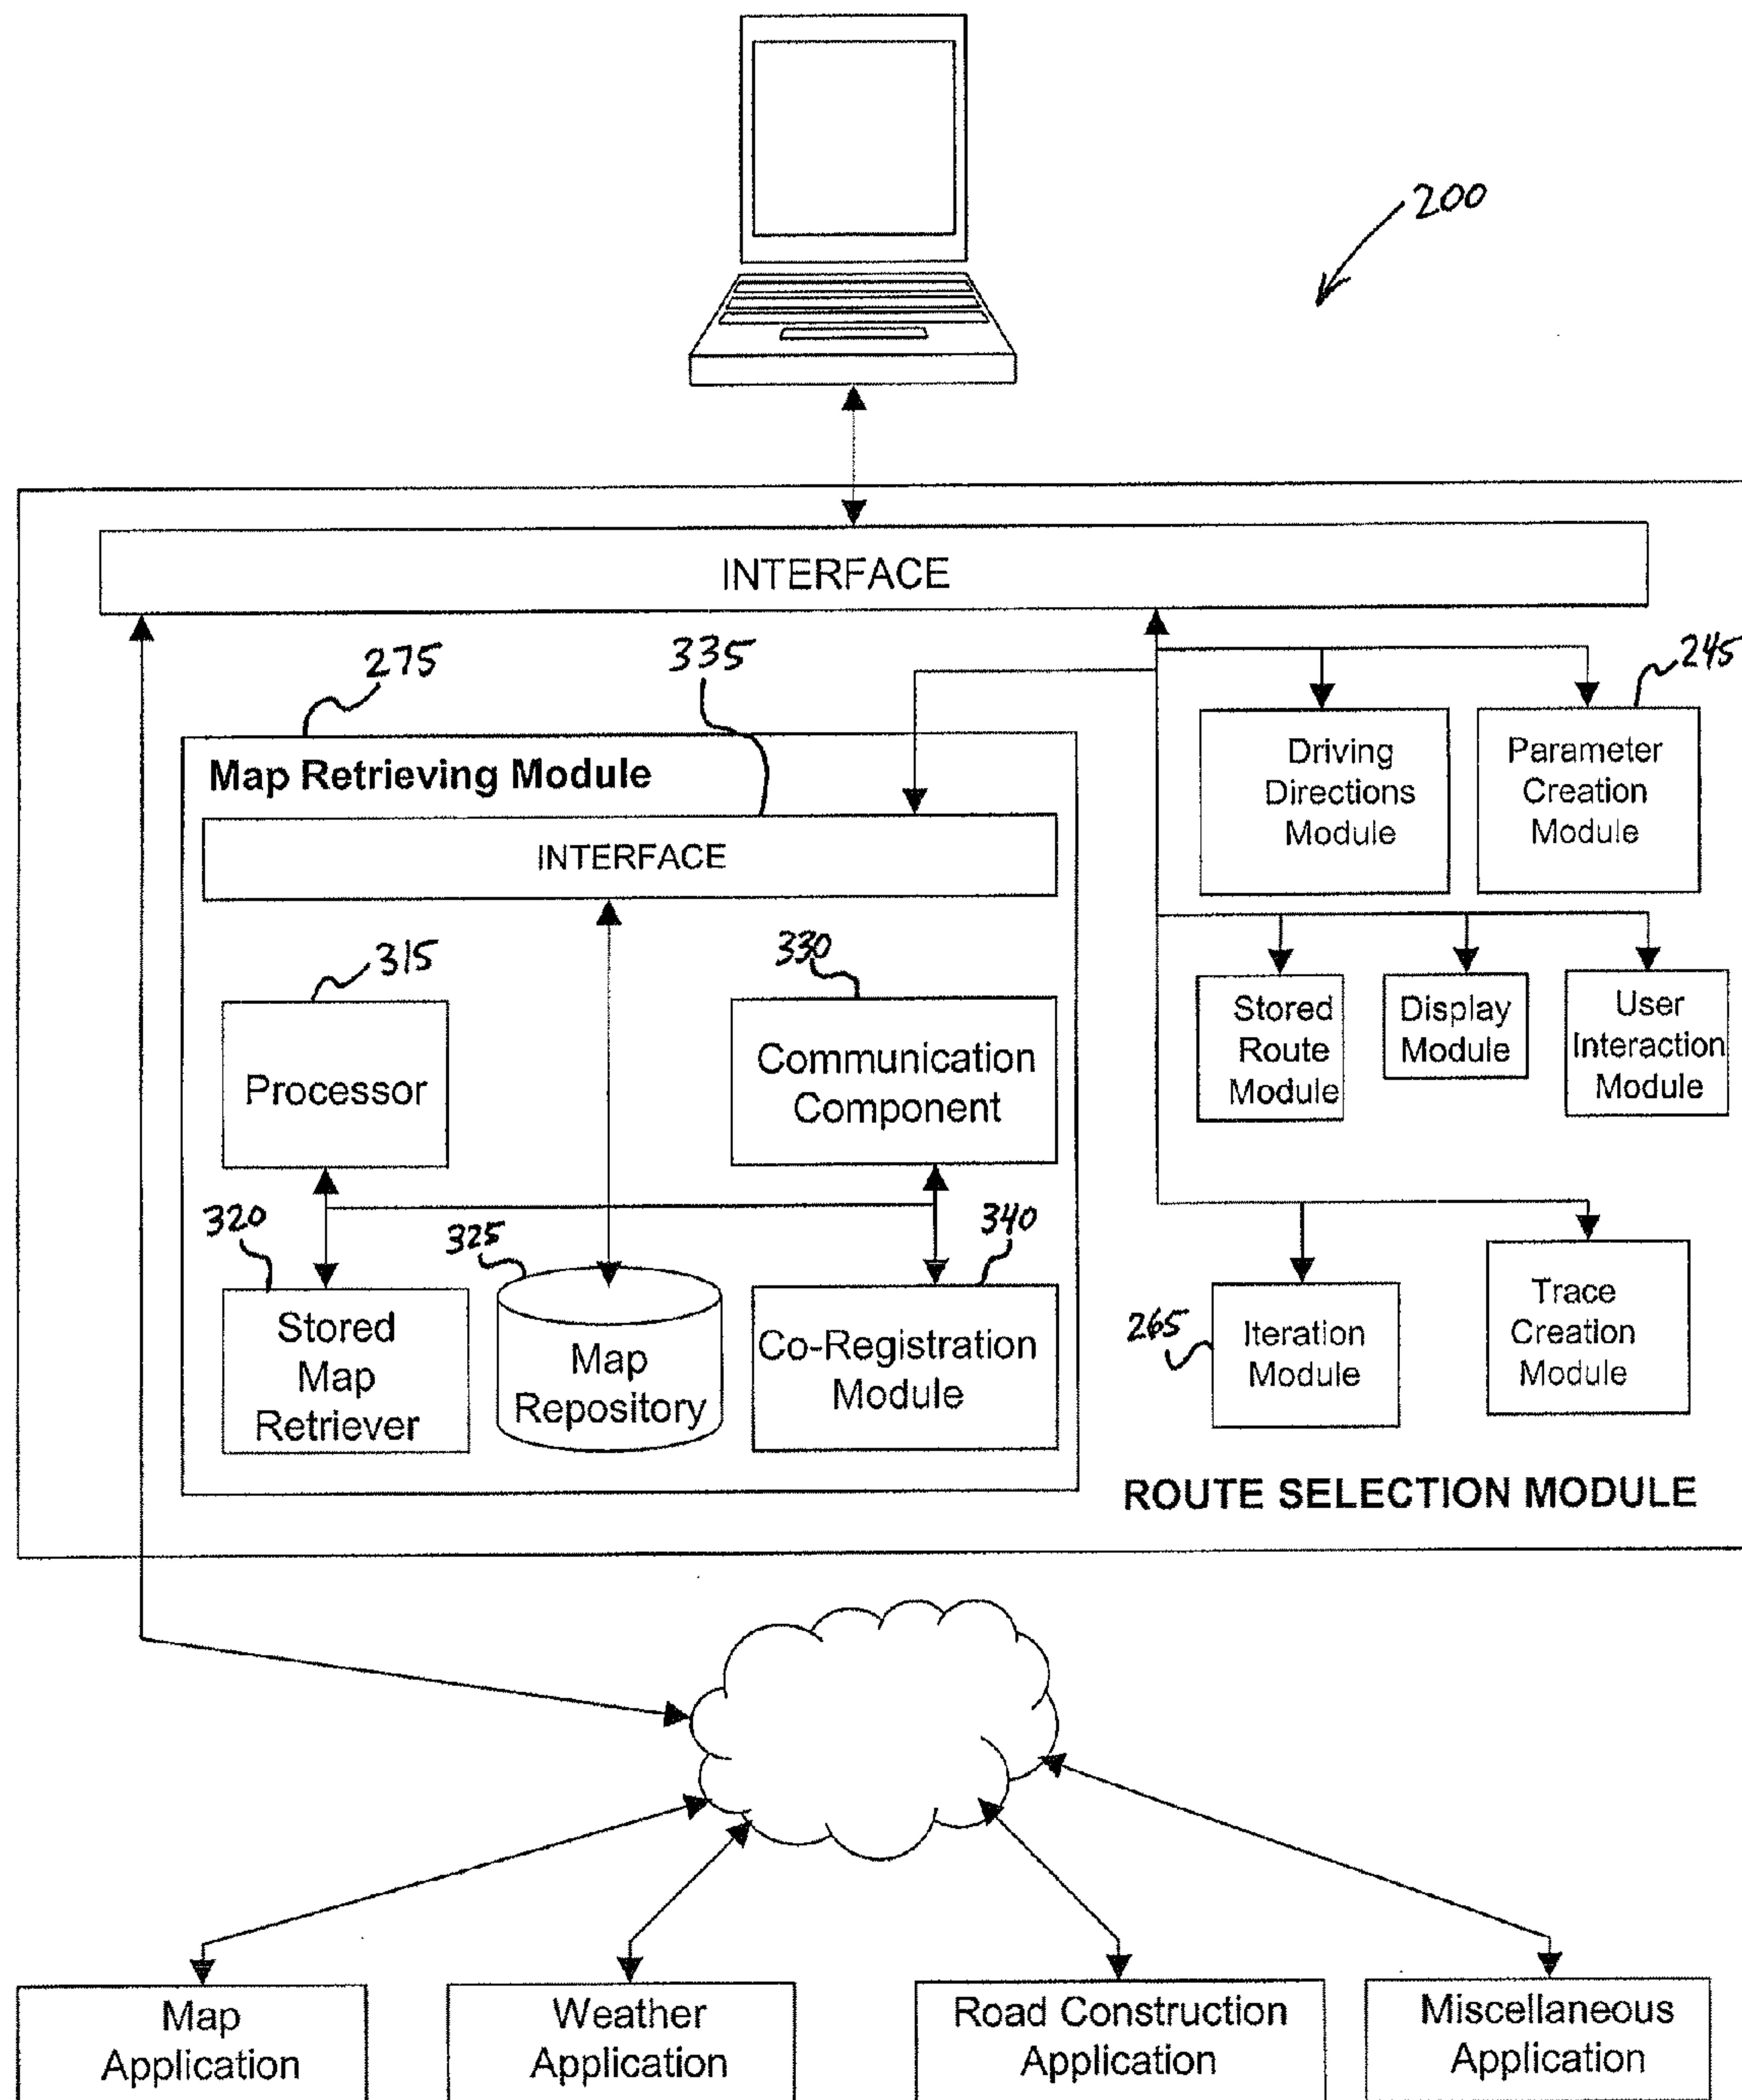 200
INTERFACE
275
335
245
Map Retrieving Module
INTERFACE
Driving
Directions
Module
Parameter
Creation
Module
315
330
Processor
Communication
Component
Stored
Route
Module
Display
Module
User
Interaction
Module
320
325
340
Stored
Map
Retriever
Map
Repository
Co-Registration
Module
265
Iteration
Module
Trace
Creation
Module
ROUTE SELECTION MODULE
Map
Application
Weather
Application
Road Construction
Application
Miscellaneous
Application